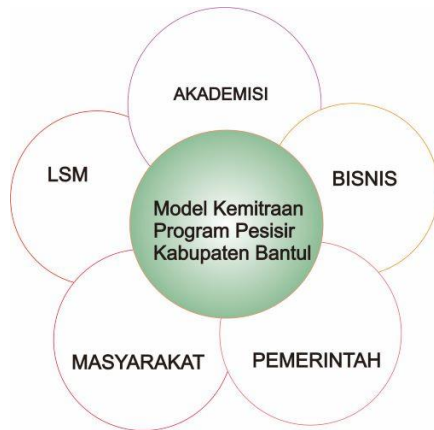 AKADEMISI
LSM
BISNIS
Model Kemitraan
Program Pesisir
Kabupaten Bantul
MASYARAKAT
PEMERINTAH